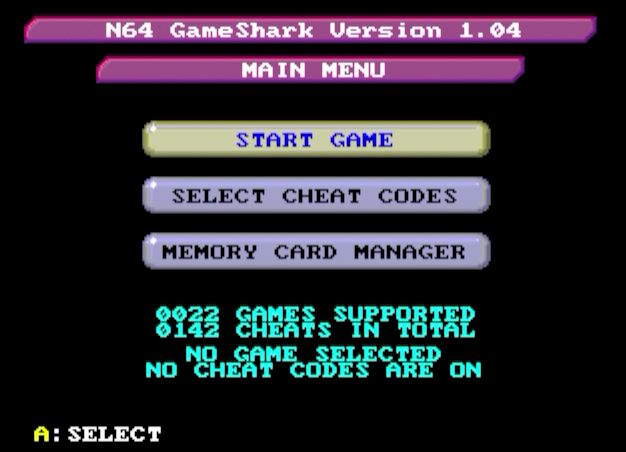 N64 GameShark Version 1.04
MAIN MENU
START GAME
SELECT CHEAT CODES
MEMORY CARD MANAGER
0022 GAMES SUPPORTED
0142 CHEATS IN TOTAL
NO GAME SELECTED
NO CHEAT CODES ARE ON
A: SELECT